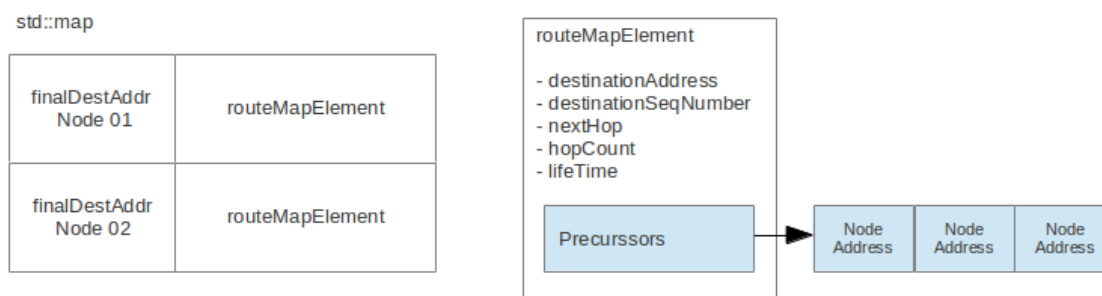 std::map
finalDestAddr
Node 01
routeMapElement
finalDestAddr
Node 02
routeMapElement
routeMapElement
- destinationAddress
- destinationSeqNumber
- nextHop
- hopCount
- lifeTime
Precurssors
Node
Address
Node
Address
Node
Address